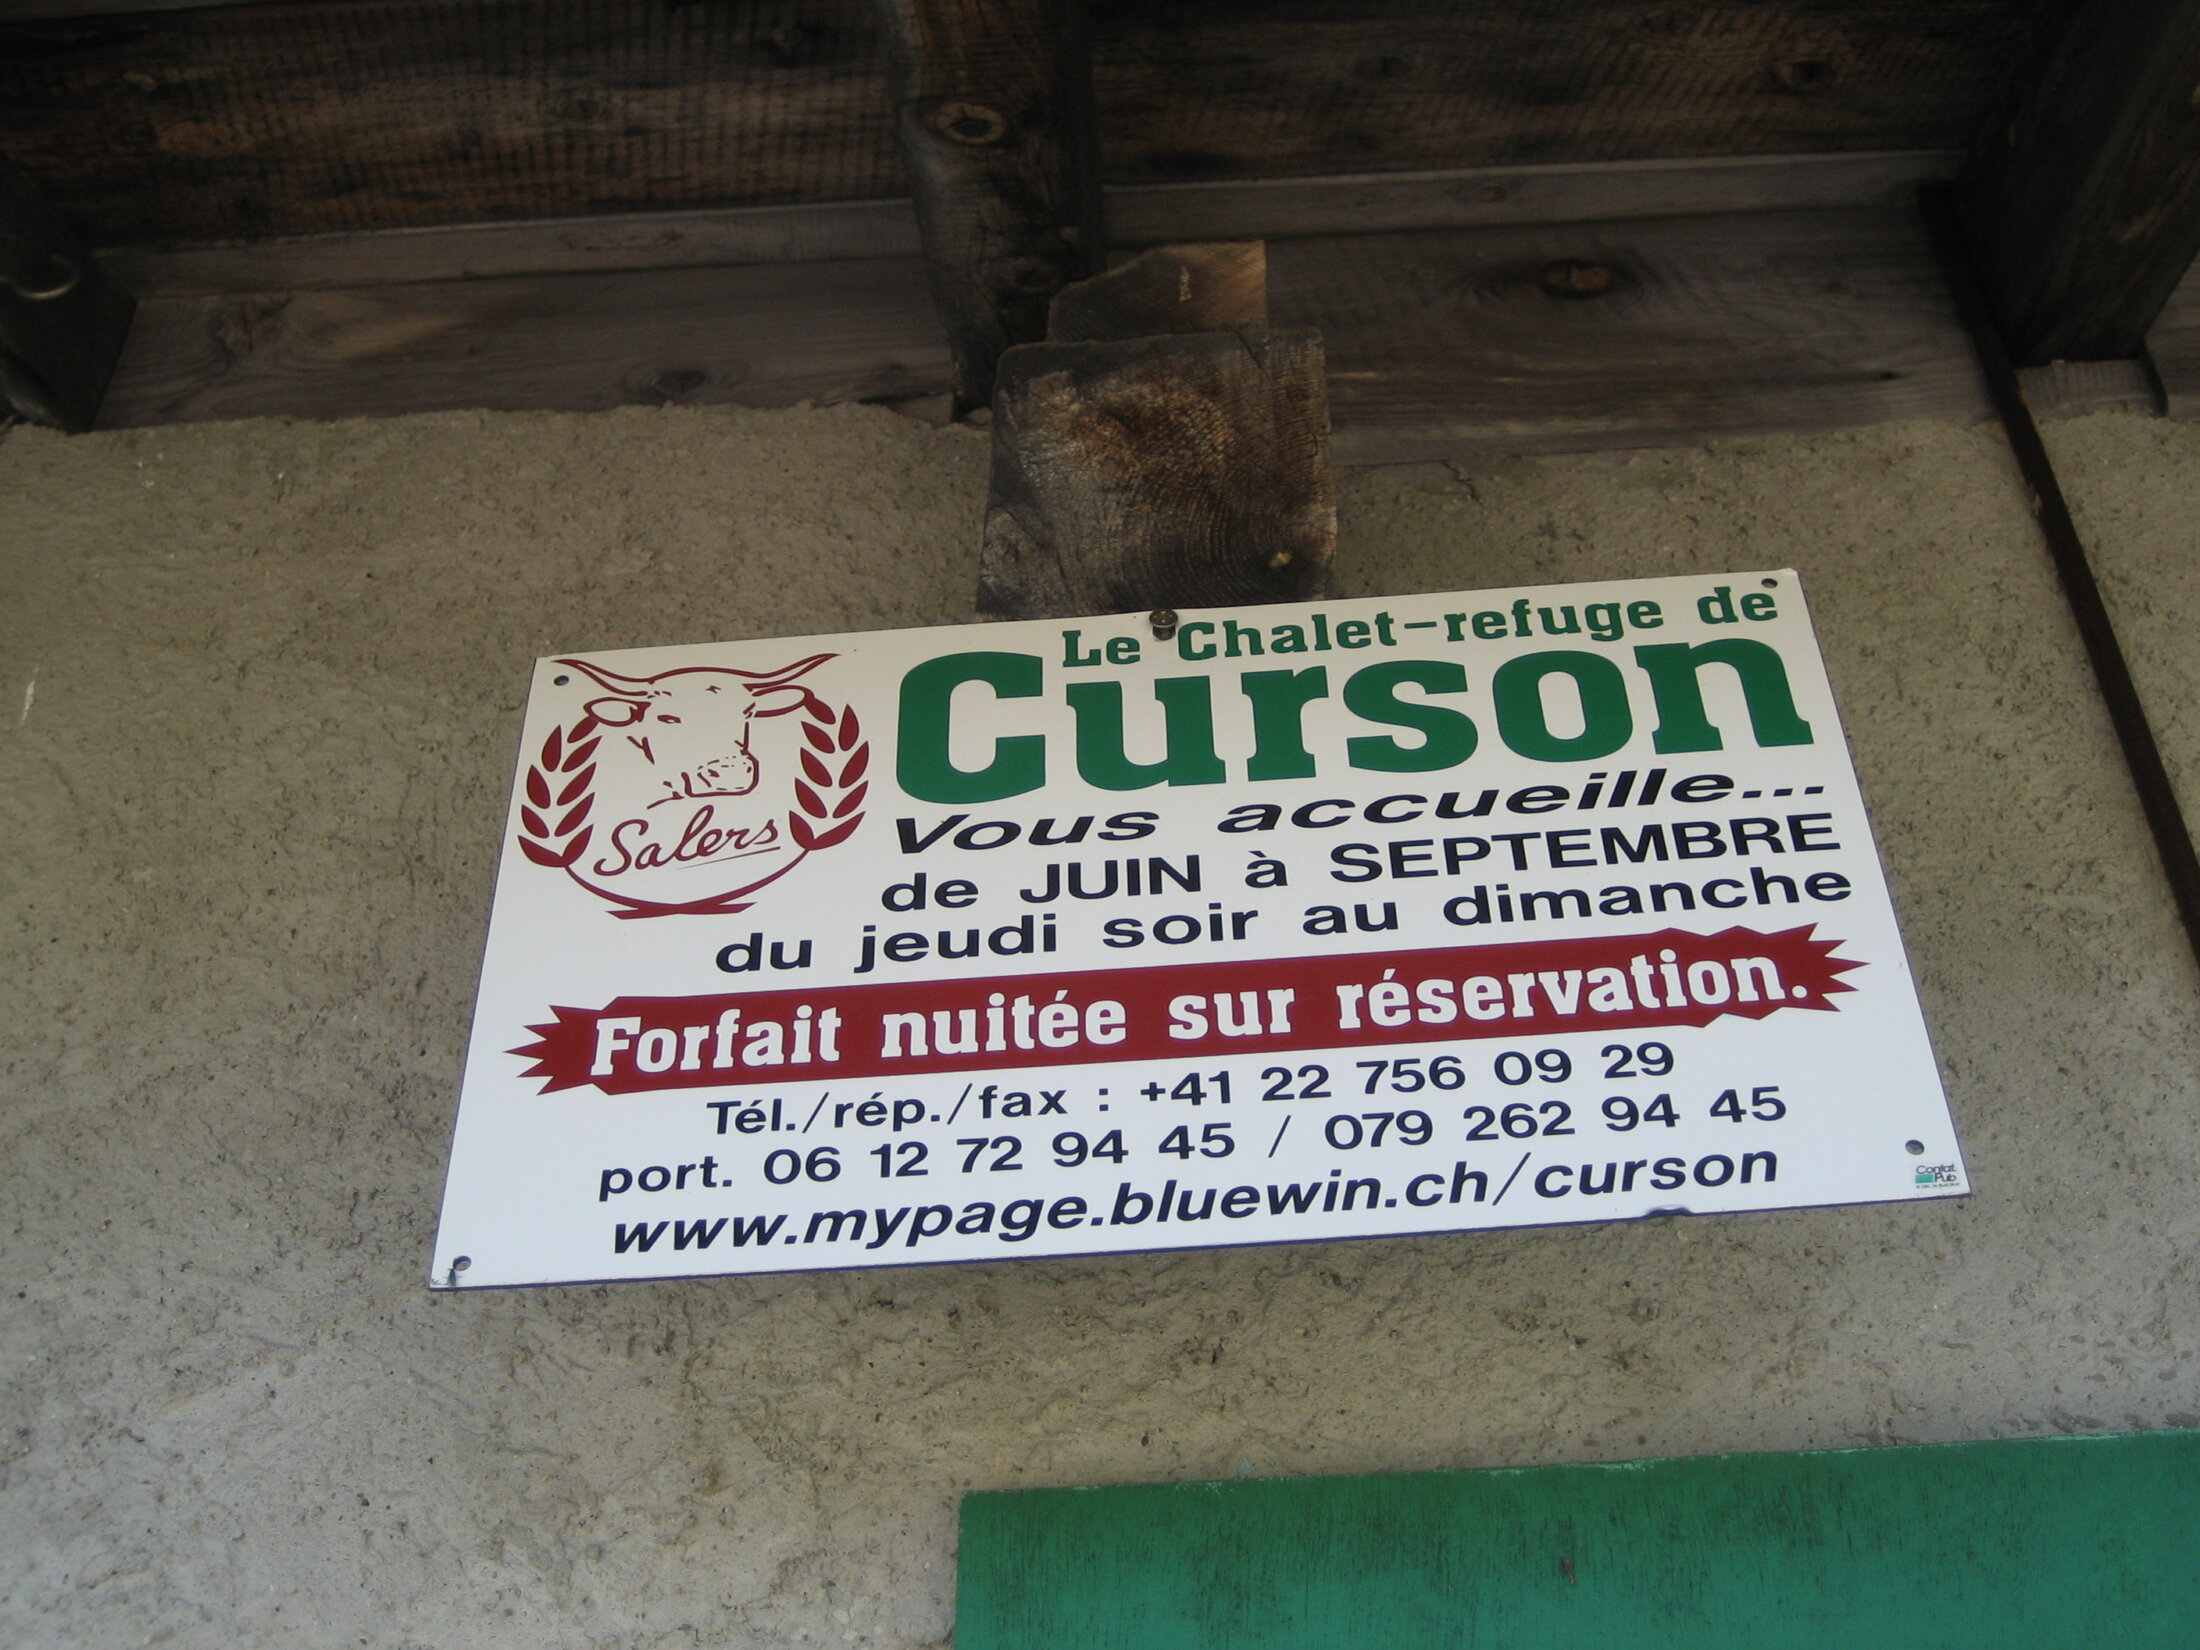 Le Chalet-refuge de
Curson
Salers
Vous accueille...
de JUIN à SEPTEMBRE
du jeudi soir au dimanche
Forfait nuitée sur réservation.
Tél./rép./fax : +41 22 756 09 29
port. 06 12 72 94 45 / 079 262 94 45
www.mypage.bluewin.ch/curson
Pub